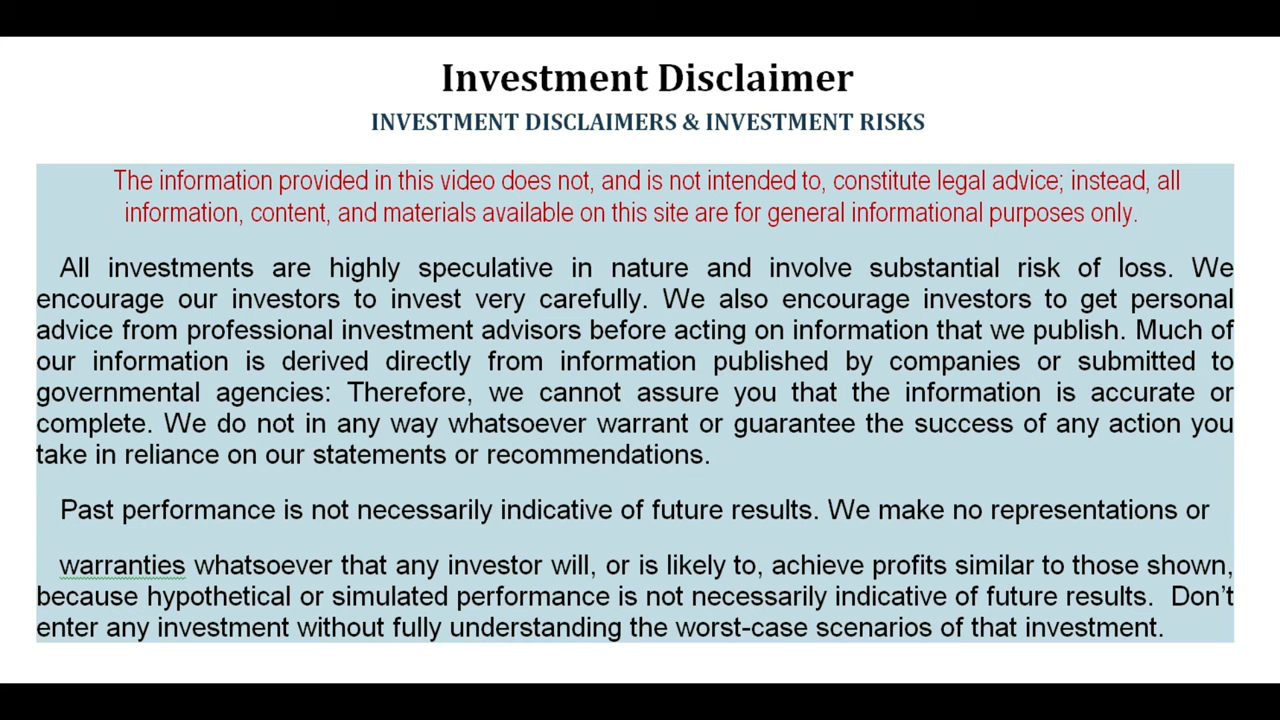 Investment Disclaimer
INVESTMENT DISCLAIMERS & INVESTMENT RISKS
The information provided in this video does not, and is not intended to, constitute legal advice; instead, all
information, content, and materials available on this site are for general informational purposes only.
All investments are highly speculative in nature and involve substantial risk of loss. We
encourage our investors to invest very carefully. We also encourage investors to get personal
advice from professional investment advisors before acting on information that we publish. Much of
our information is derived directly from information published by companies or submitted to
governmental agencies: Therefore, we cannot assure you that the information is accurate or
complete. We do not in any way whatsoever warrant or guarantee the success of any action you
take in reliance on our statements or recommendations.
Past performance is not necessarily indicative of future results. We make no representations or
warranties whatsoever that any investor will, or is likely to, achieve profits similar to those shown,
because hypothetical or simulated performance is not necessarily indicative of future results. Don’t
enter any investment without fully understanding the worst-case scenarios of that investment.